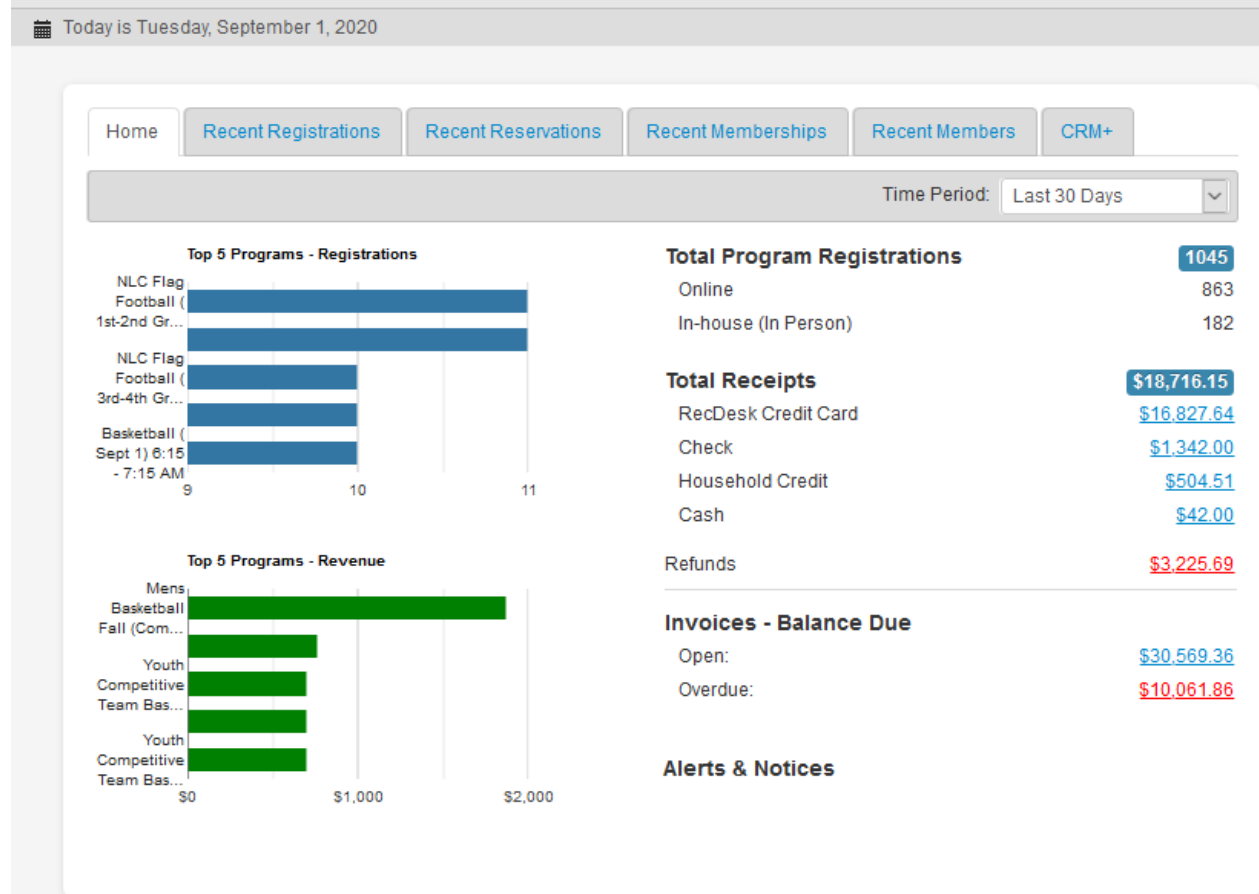 Today is Tuesday, September 1, 2020
Home Recent Registrations Recent Reservations Recent Memberships Recent Members CRM+
Time Period: Last 30 Days
Top 5 Programs - Registrations
NLC Flag
Football (
1st-2nd Gr...
NLC Flag
Football (
3rd-4th Gr...
Basketball (
Sept 1) 6:15
- 7:15 AM
9 10 11
Top 5 Programs - Revenue
Mens
Basketball
Fall (Com...
Youth
Competitive
Team Bas...
Youth
Competitive
Team Bas...
$0 $1,000 $2,000
Total Program Registrations 1045
Online 863
In-house (In Person) 182
Total Receipts $18,716.15
RecDesk Credit Card $16,827.64
Check $1,342.00
Household Credit $504.51
Cash $42.00
Refunds $3,225.69
Invoices - Balance Due
Open: $30,569.36
Overdue: $10,061.86
Alerts & Notices